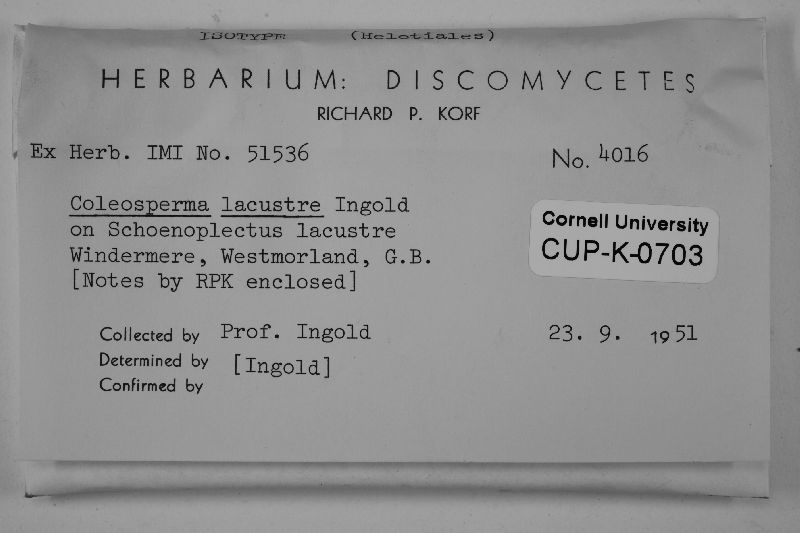 ISOTYPE (Helotiales)
HERBARIUM: DISCOMYCETES
RICHARD P. KORF
Ex Herb. IMI No. 51536 No. 4016
Coleosperma lacustre Ingold
on Schoenoplectus lacustre
Windermere, Westmorland, G.B.
[Notes by RPK enclosed]
Cornell University
CUP-K-0703
Collected by Prof. Ingold 23. 9. 1951
Determined by [Ingold]
Confirmed by